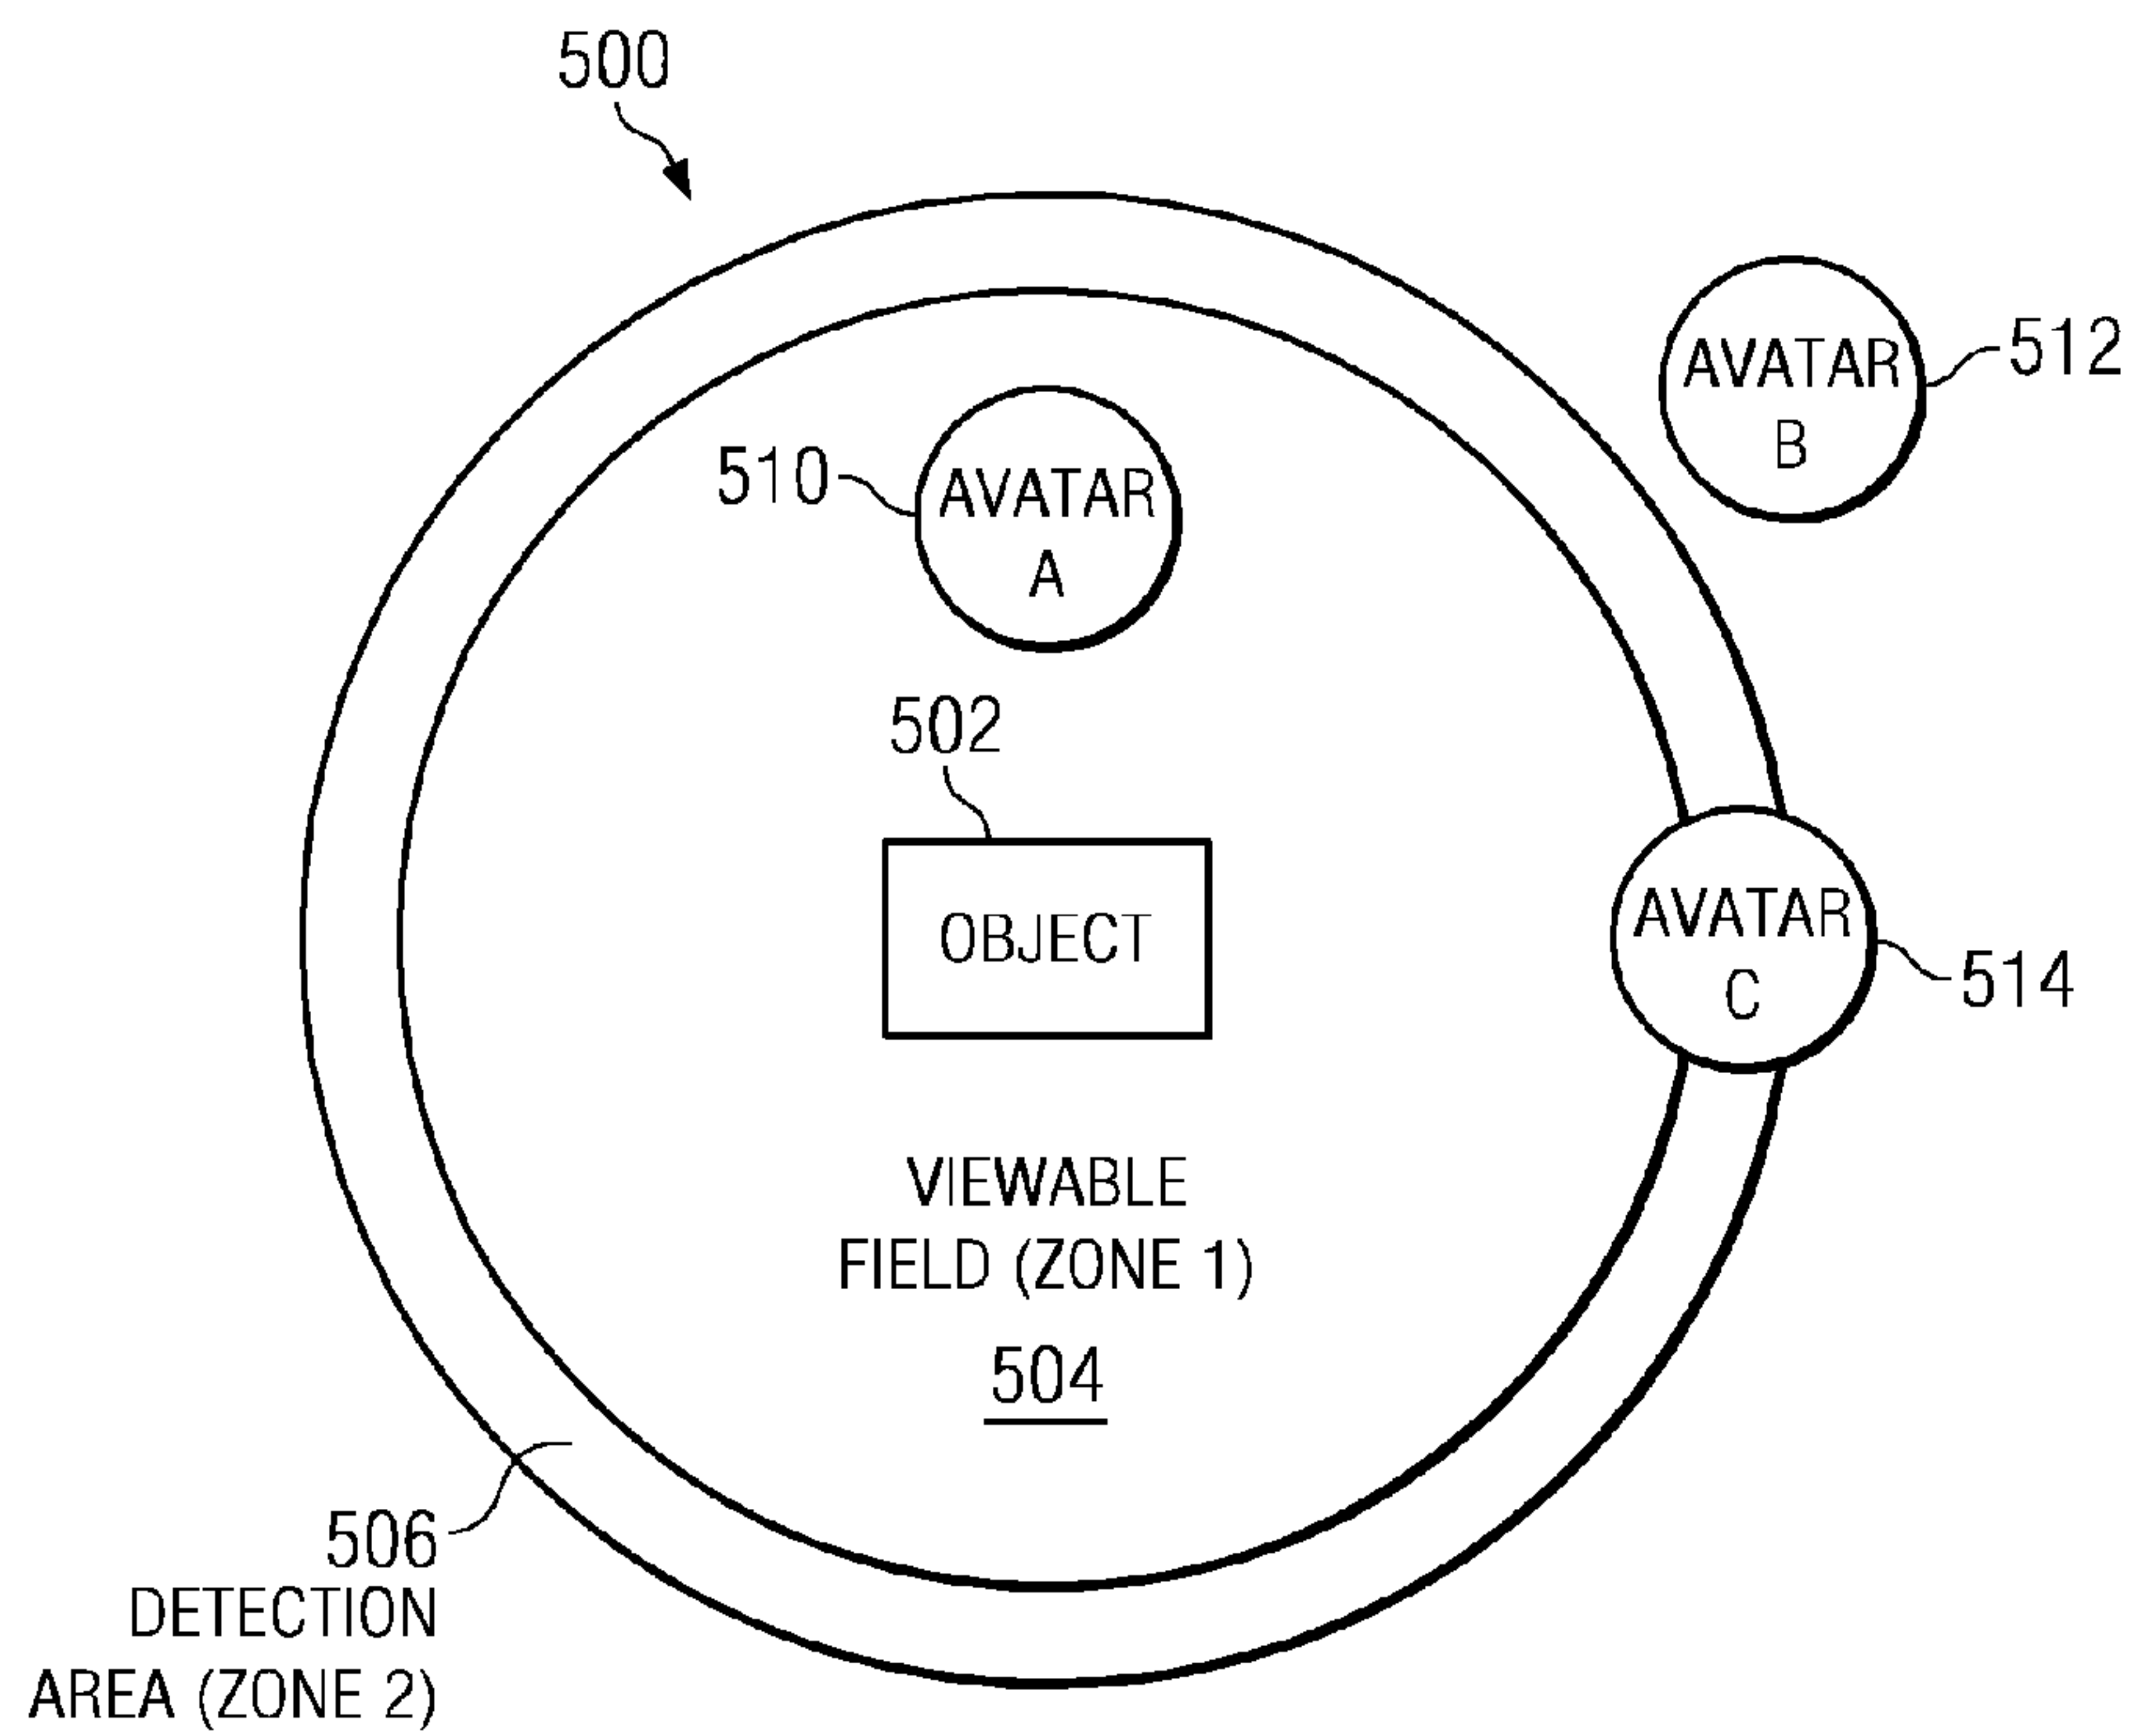 500
AVATAR
B
512
510
AVATAR
A
502
OBJECT
AVATAR
C
514
VIEWABLE
FIELD (ZONE 1)
504
506
DETECTION
AREA (ZONE 2)